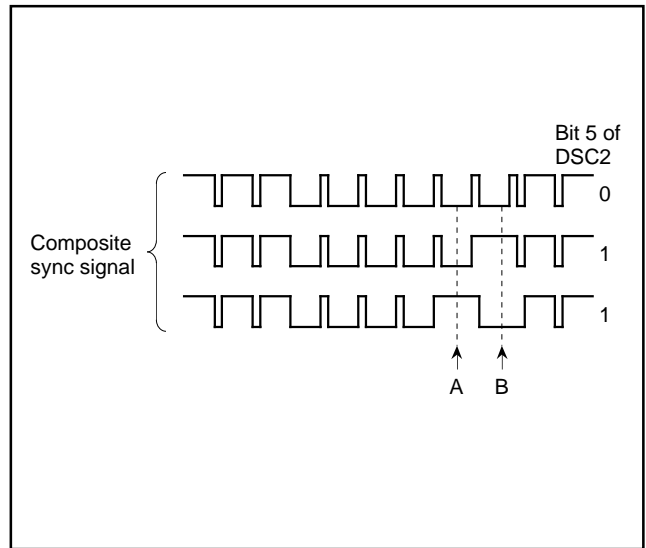 Bit 5 of
DSC2
0
Composite
sync signal
1
1
A B